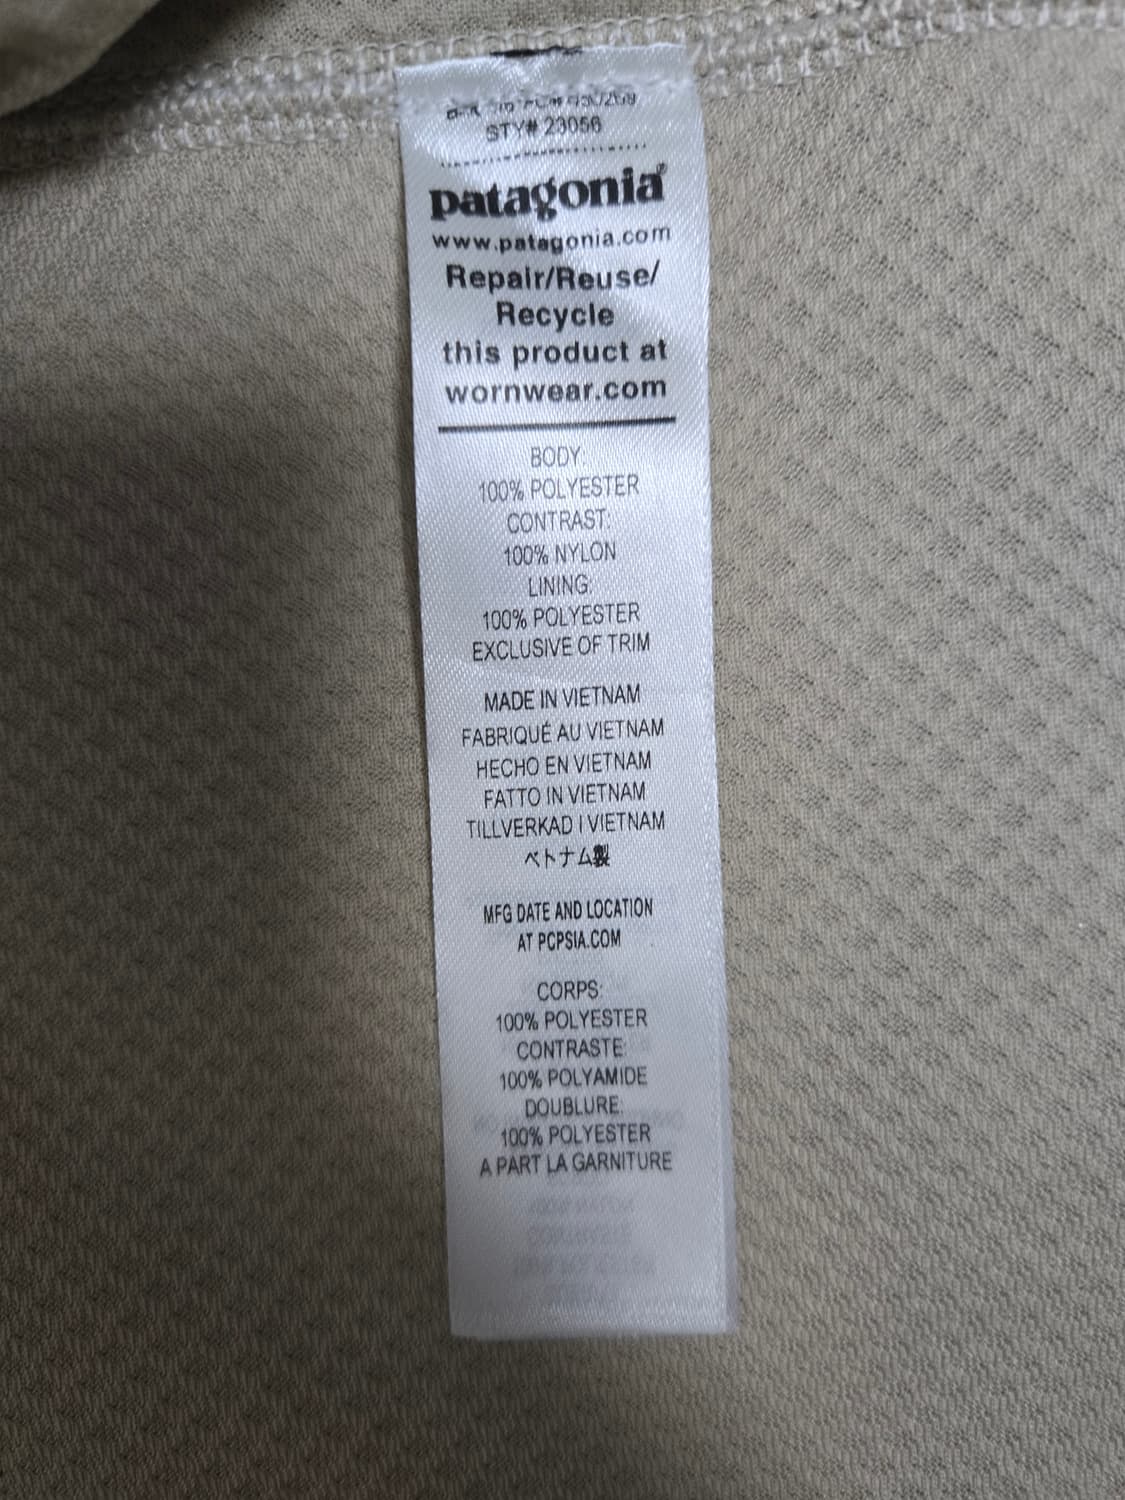 STY# 23056
patagonia®
www.patagonia.com
Repair/Reuse/
Recycle
this product at
wornwear.com
BODY:
100% POLYESTER
CONTRAST:
100% NYLON
LINING:
100% POLYESTER
EXCLUSIVE OF TRIM
MADE IN VIETNAM
FABRIQUÉ AU VIETNAM
HECHO EN VIETNAM
FATTO IN VIETNAM
TILLVERKAD I VIETNAM
ベトナム製
MFG DATE AND LOCATION
AT PCPSIA.COM
CORPS:
100% POLYESTER
CONTRASTE:
100% POLYAMIDE
DOUBLURE:
100% POLYESTER
A PART LA GARNITURE